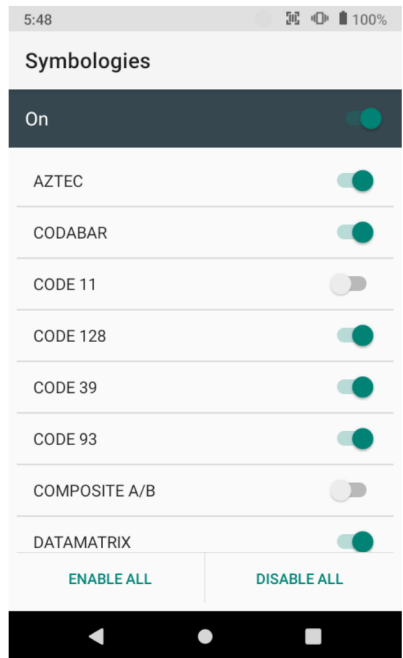 5:48 100%
Symbologies
On
AZTEC
CODABAR
CODE 11
CODE 128
CODE 39
CODE 93
COMPOSITE A/B
DATAMATRIX
ENABLE ALL DISABLE ALL